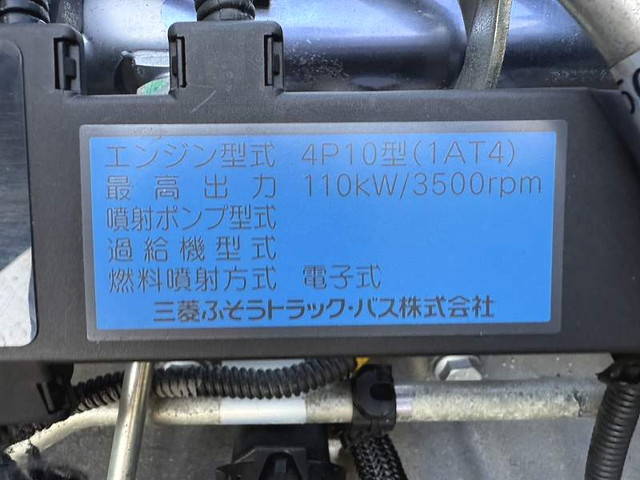 エンジン型式 4P10型(1AT4)
最高出力 110kW/3500rpm
噴射ポンプ型式
過給機型式
燃料噴射方式 電子式
三菱ふそうトラック・バス株式会社